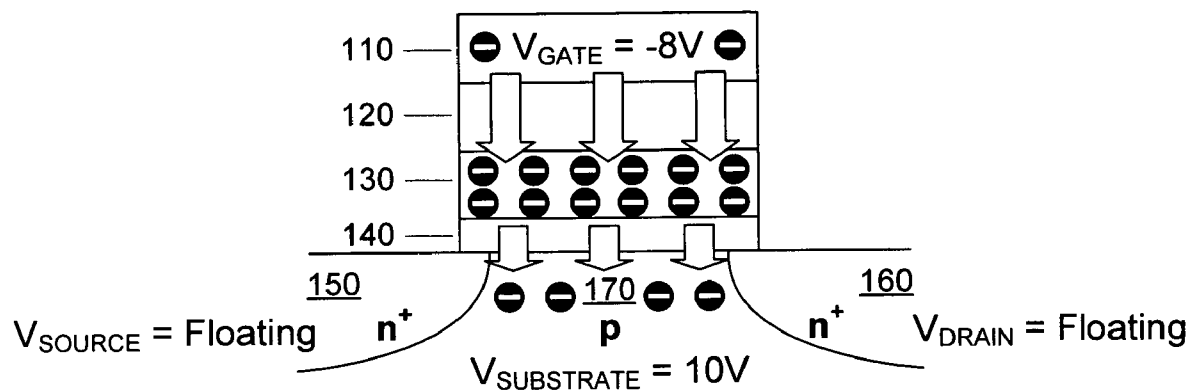 110
V_GATE = -8V
120
130
140
150
170
160
V_SOURCE = Floating
n⁺
p
n⁺
V_DRAIN = Floating
V_SUBSTRATE = 10V